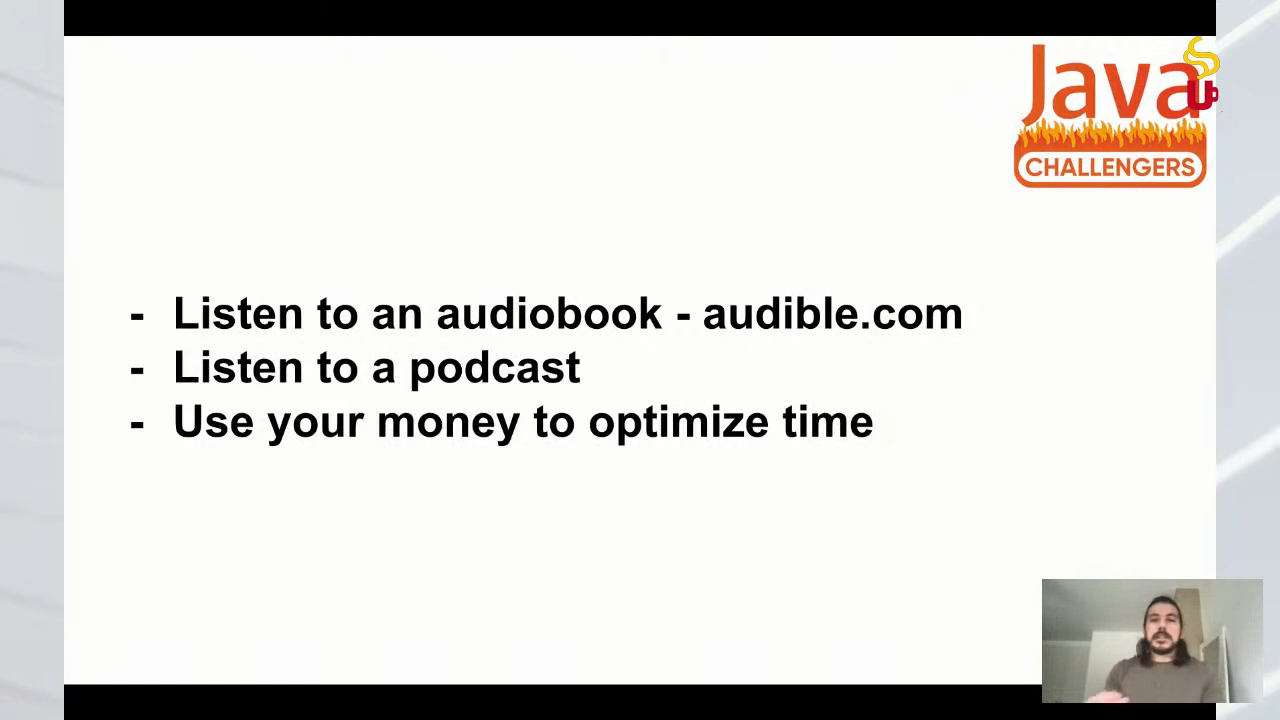 Java
CHALLENGERS
- Listen to an audiobook - audible.com
- Listen to a podcast
- Use your money to optimize time